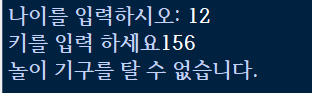 나이를 입력하시오: 12
키를 입력 하세요156
놀이 기구를 탈 수 없습니다.